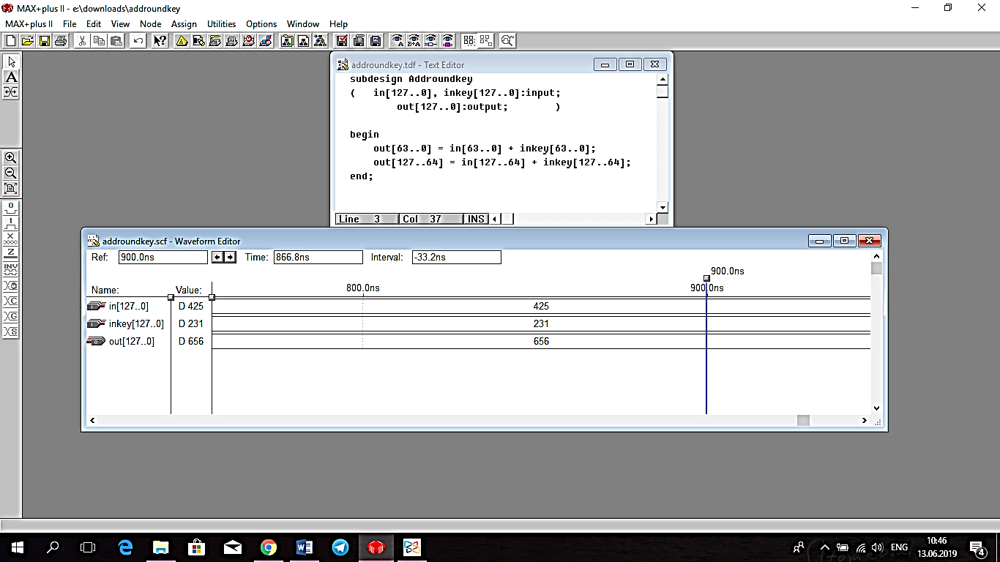 MAX+plus II - e:\downloads\addroundkey
MAX+plus II File Edit View Node Assign Utilities Options Window Help
addroundkey.tdf - Text Editor
subdesign Addroundkey
( in[127..0], inkey[127..0]:input;
out[127..0]:output; )
begin
out[63..0] = in[63..0] + inkey[63..0];
out[127..64] = in[127..64] + inkey[127..64];
end;
Line 3 Col 37 INS
addroundkey.scf - Waveform Editor
Ref: 900.0ns Time: 866.8ns Interval: -33.2ns
900.0ns
Name: Value: 800.0ns 900.0ns
in[127..0] D 425 425
inkey[127..0] D 231 231
out[127..0] D 656 656
ENG 10:46
13.06.2019 4